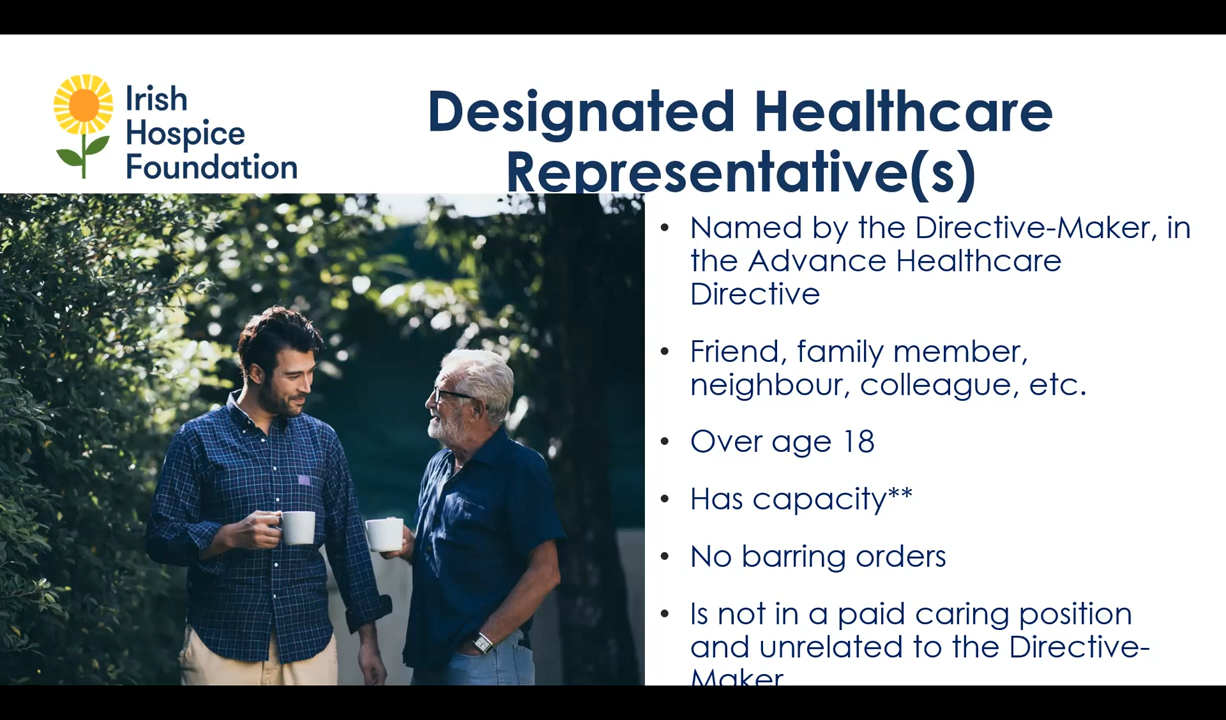 Irish
Hospice
Foundation
Designated Healthcare
Representative(s)
• Named by the Directive-Maker, in
the Advance Healthcare
Directive
• Friend, family member,
neighbour, colleague, etc.
• Over age 18
• Has capacity**
• No barring orders
• Is not in a paid caring position
and unrelated to the Directive-
Maker